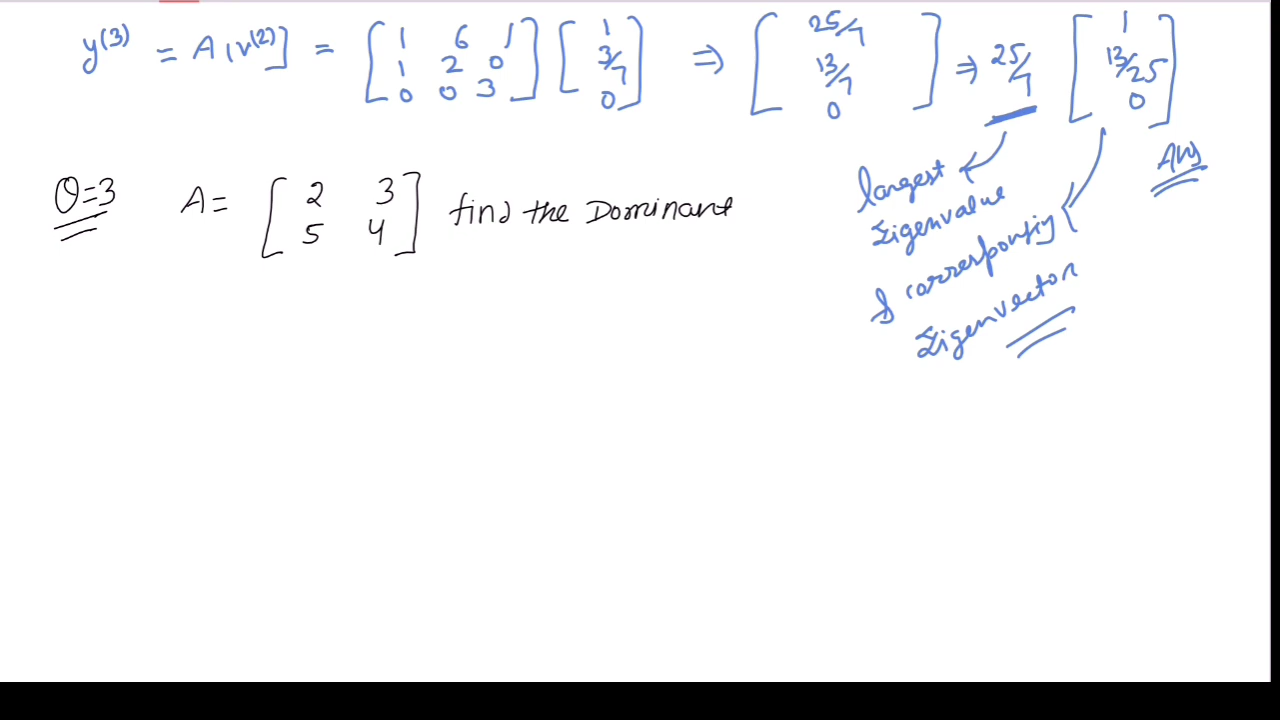 y(3) = A[v(2)] = [1 6 1 1 2 0 0 0 3] [1 3/7 0] ⇒ [25/7 13/7 0] ⇒ 25/7 [1 13/25 0]
Ans
largest
Eigenvalue
& corresponfiy
Eigenvector
Q=3 A= [2 3 5 4] find the Dominant